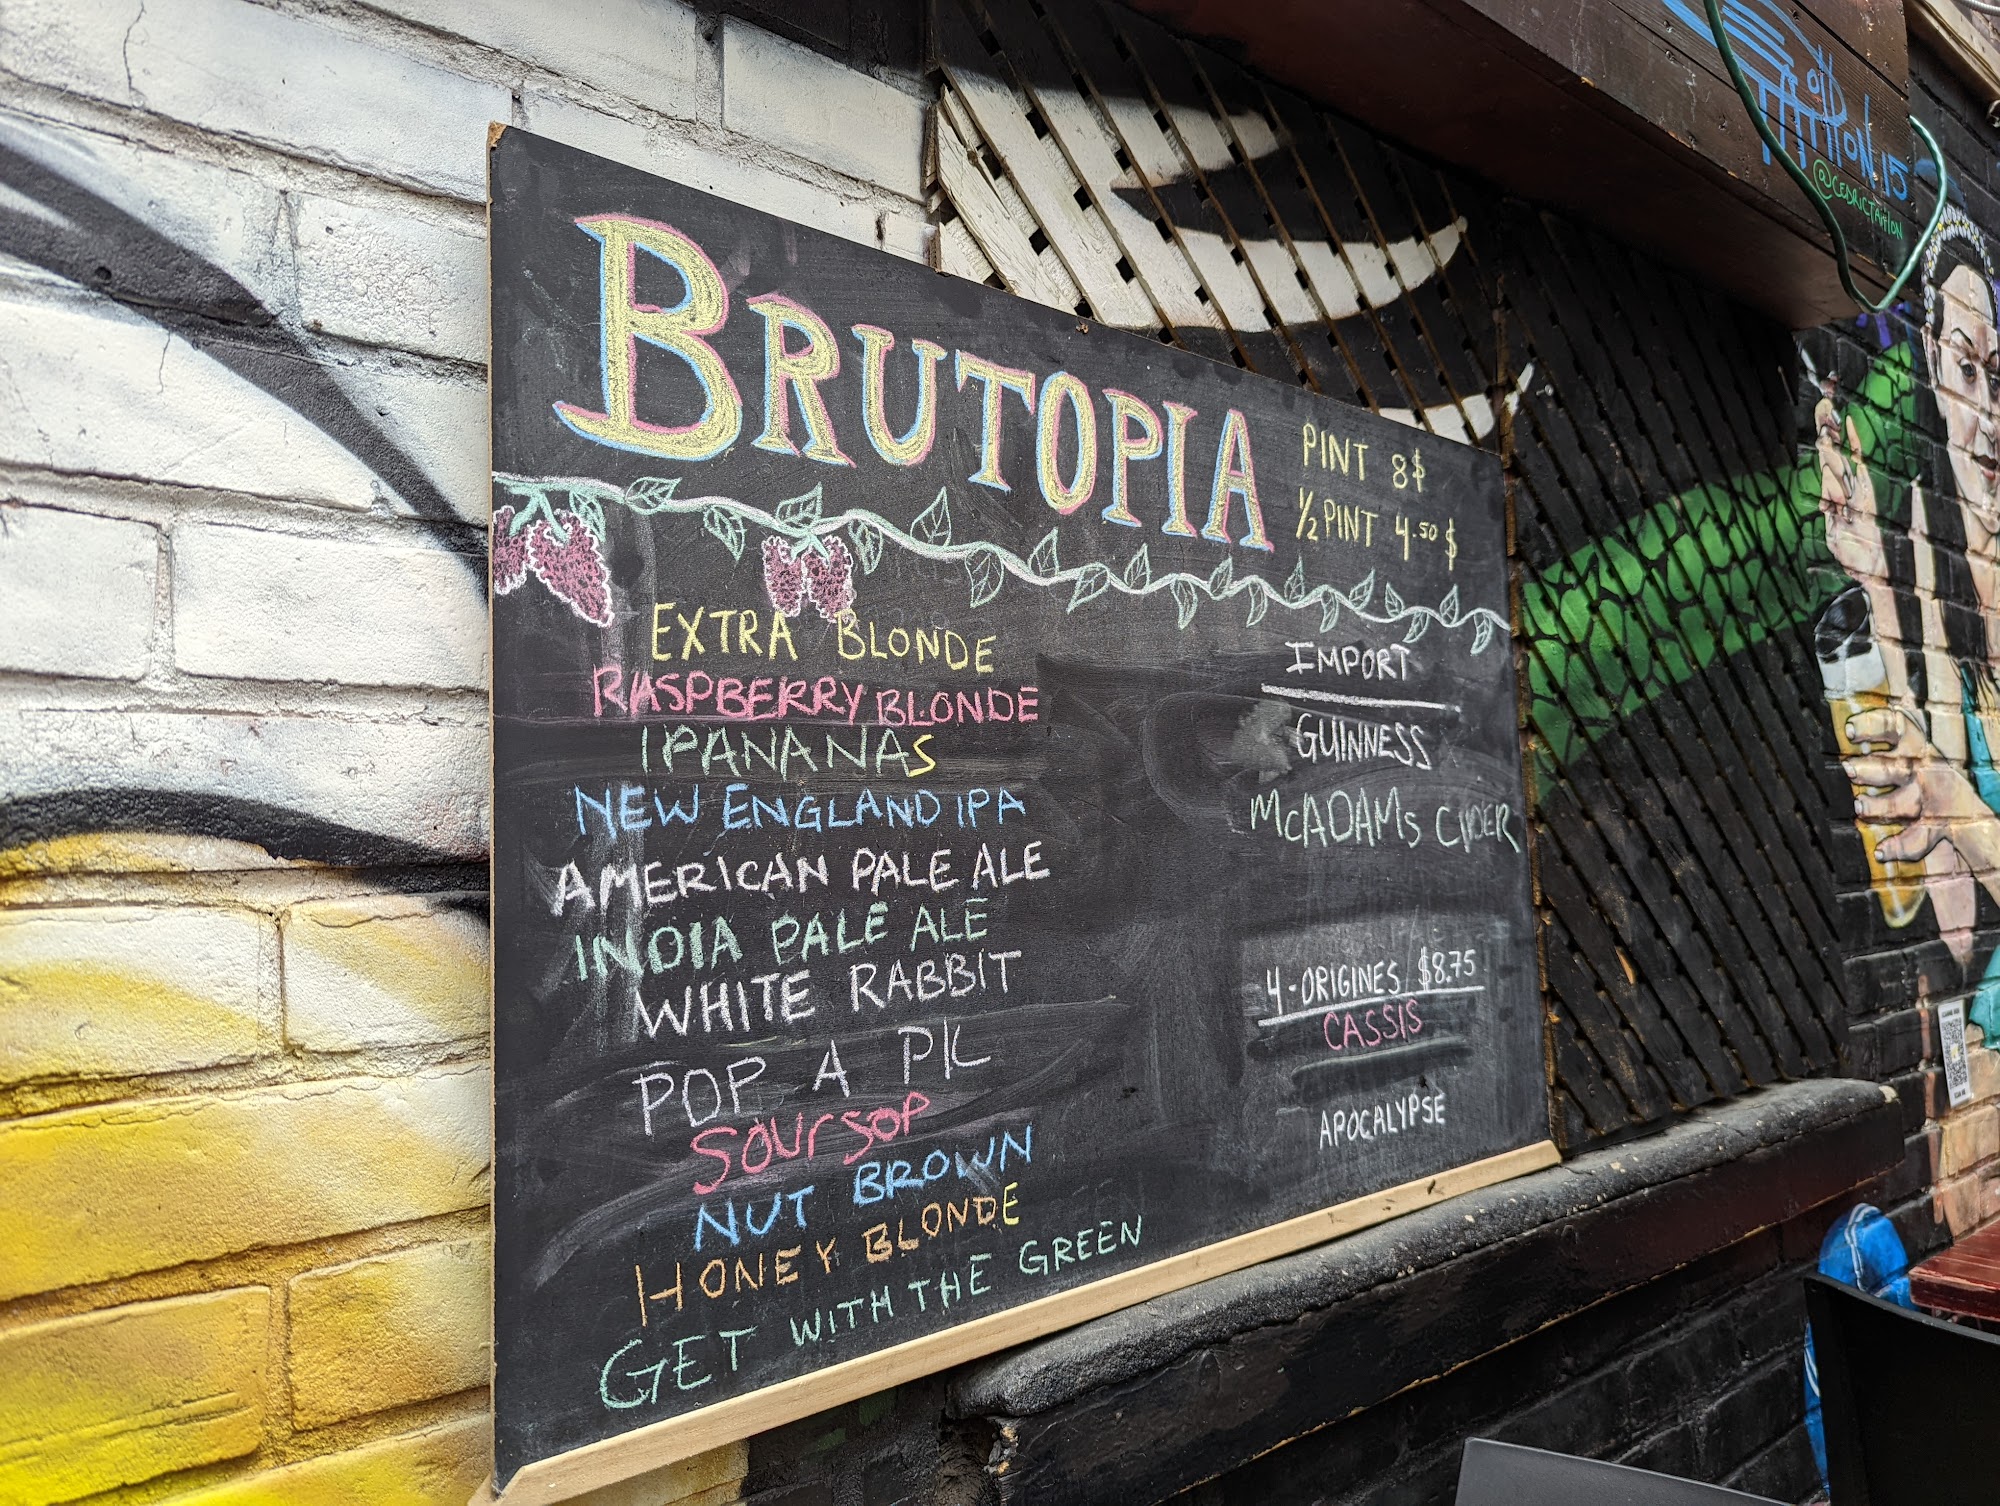 BRUTOPIA
PINT 8$
1/2 PINT 4.50$
EXTRA BLONDE
RASPBERRY BLONDE
IPANANAS
NEW ENGLAND IPA
AMERICAN PALE ALE
INDIA PALE ALE
WHITE RABBIT
POP A PIL
SOURSOP
NUT BROWN
HONEY BLONDE
GET WITH THE GREEN
IMPORT
GUINNESS
McADAMs CIDER
4-ORIGINES / $8.75
CASSIS
APOCALYPSE
15
@CEDRICTAHON